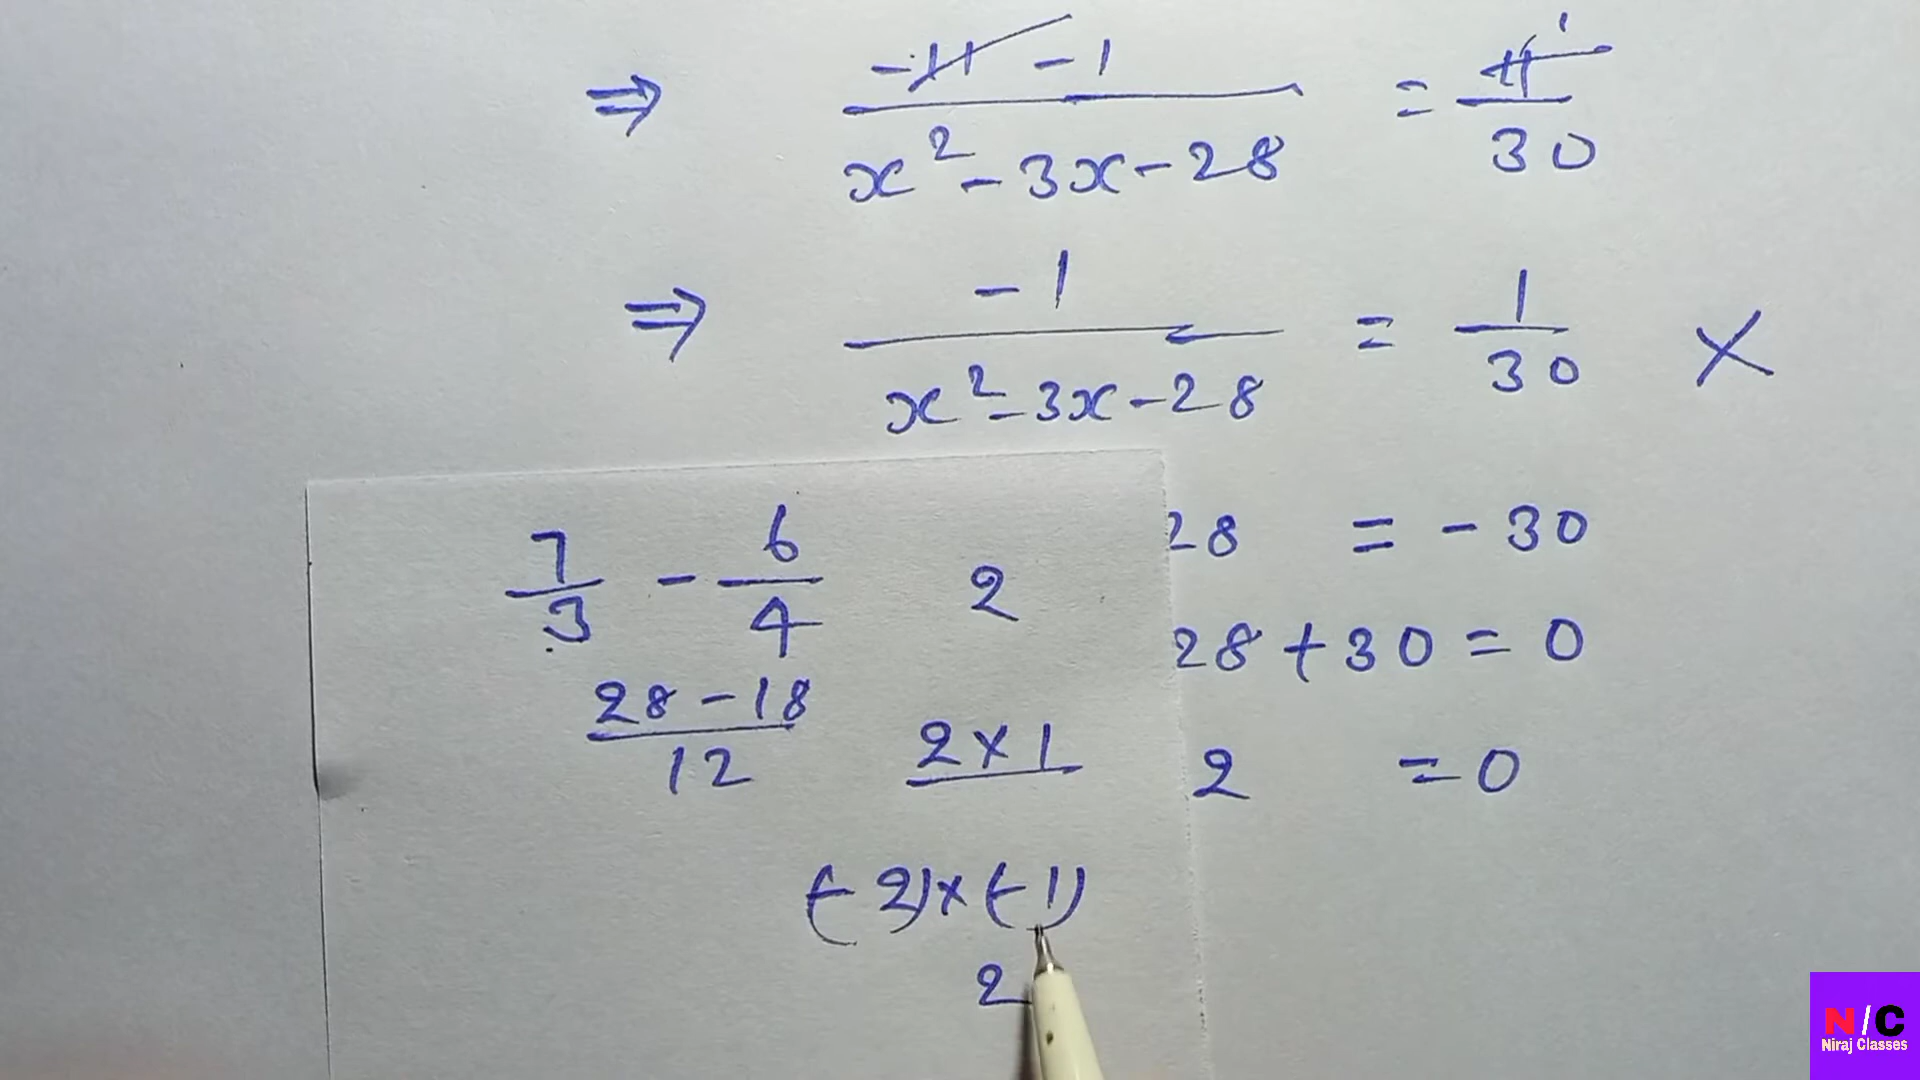 ⇒ -11 -1 / x² - 3x - 28 = 11 1 / 30
⇒ -1 / x² - 3x - 28 = 1 / 30 ×
28 = - 30
28 + 30 = 0
2 = 0
7/3 - 6/4 2
28 - 18 / 12 2 × 1
(-2) × (-1)
2
N/C
Niraj Classes